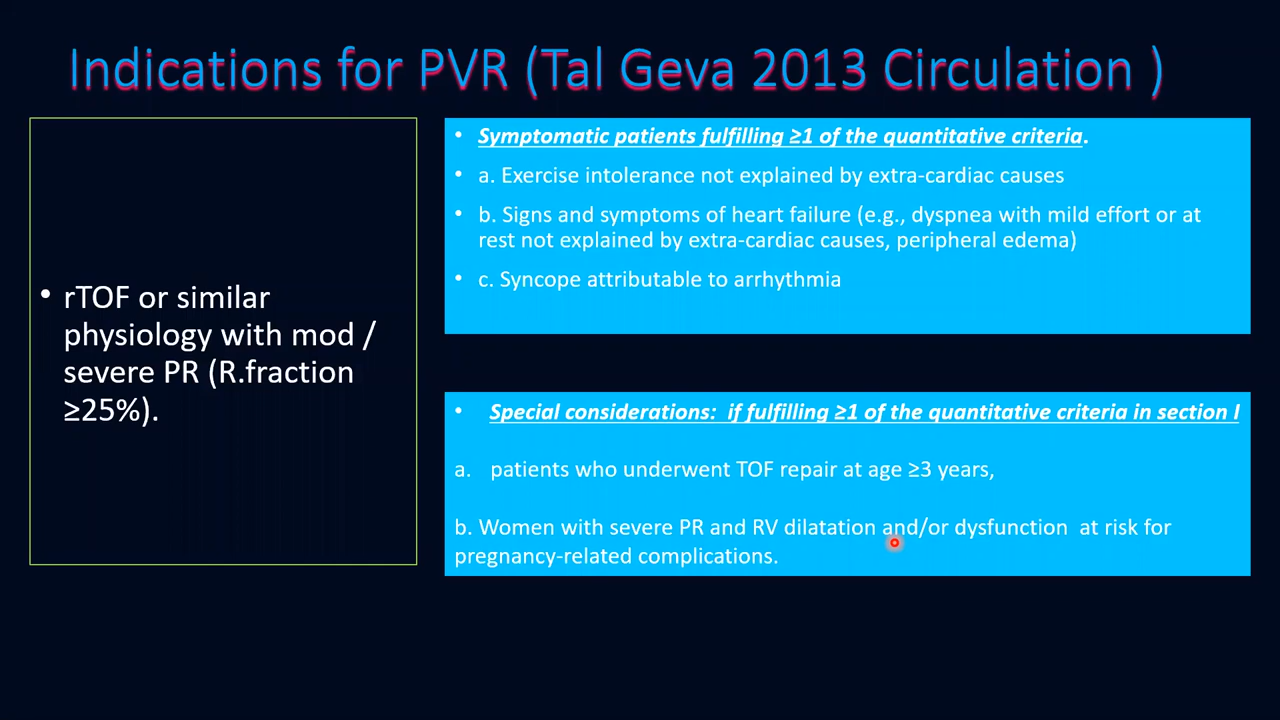 Indications for PVR (Tal Geva 2013 Circulation )
• rTOF or similar
physiology with mod /
severe PR (R.fraction
≥25%).
• Symptomatic patients fulfilling ≥1 of the quantitative criteria.
• a. Exercise intolerance not explained by extra-cardiac causes
• b. Signs and symptoms of heart failure (e.g., dyspnea with mild effort or at
rest not explained by extra-cardiac causes, peripheral edema)
• c. Syncope attributable to arrhythmia
• Special considerations: if fulfilling ≥1 of the quantitative criteria in section I
a. patients who underwent TOF repair at age ≥3 years,
b. Women with severe PR and RV dilatation and/or dysfunction at risk for
pregnancy-related complications.